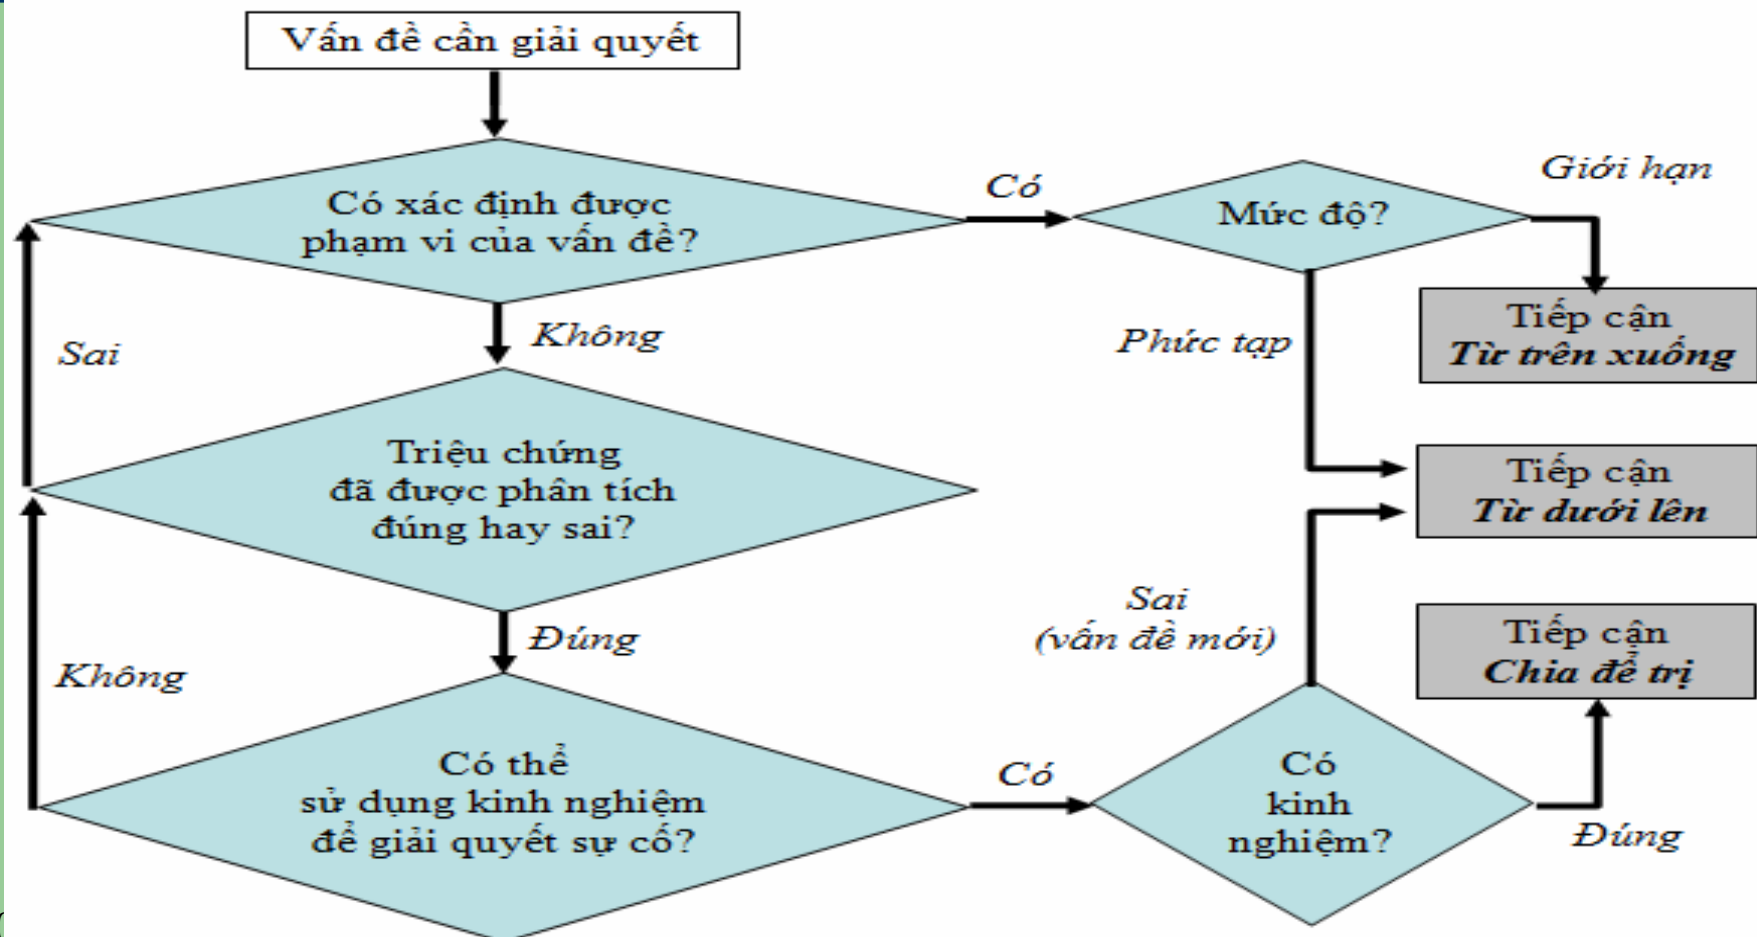 Vấn đề cần giải quyết
Có xác định được
phạm vi của vấn đề?
Có
Mức độ?
Giới hạn
Tiếp cận
Từ trên xuống
Không
Sai
Phức tạp
Triệu chứng
đã được phân tích
đúng hay sai?
Tiếp cận
Từ dưới lên
Đúng
Không
Sai
(vấn đề mới)
Tiếp cận
Chia để trị
Có thể
sử dụng kinh nghiệm
để giải quyết sự cố?
Có
Có
kinh
nghiệm?
Đúng